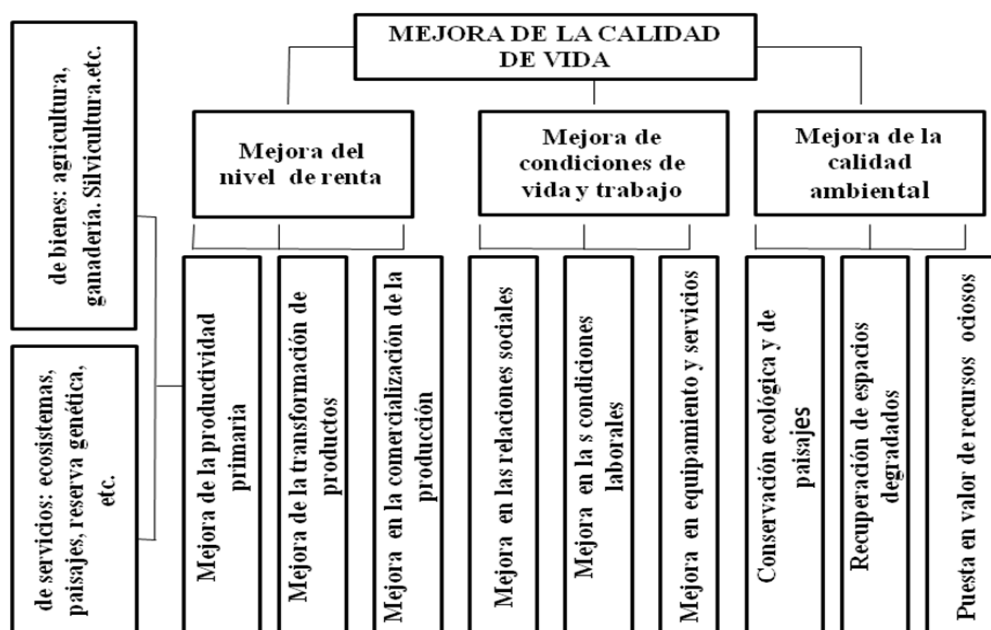 MEJORA DE LA CALIDAD
DE VIDA
Mejora del
nivel de renta
Mejora de
condiciones de
vida y trabajo
Mejora de la
calidad
ambiental
de bienes: agricultura,
ganadería. Silvicultura.etc.
de servicios: ecosistemas,
paisajes, reserva genética,
etc.
Mejora de la productividad
primaria
Mejora de la transformación de
productos
Mejora en la comercialización de la
producción
Mejora en las relaciones sociales
Mejora en la s condiciones
laborales
Mejora en equipamiento y servicios
Conservación ecológica y de
paisajes
Recuperación de espacios
degradados
Puesta en valor de recursos ociosos